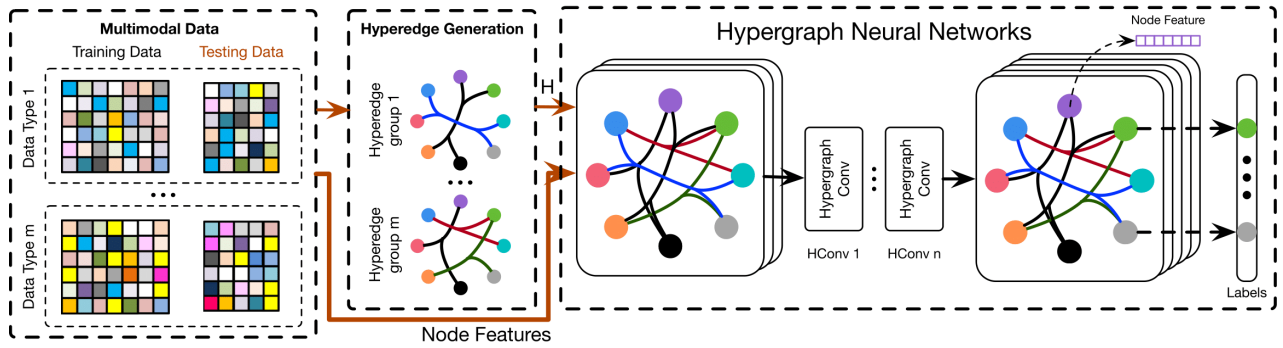 Multimodal Data
Training Data
Testing Data
Data Type 1
...
Data Type m
Hyperedge Generation
Hyperedge
group 1
...
Hyperedge
group m
H
Node Features
Hypergraph Neural Networks
Hypergraph
Conv
HConv 1
Hypergraph
Conv
HConv n
Node Feature
Labels